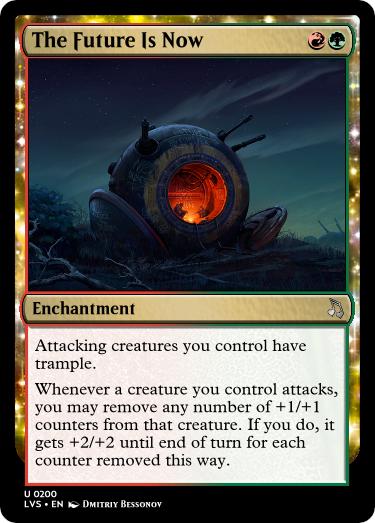 The Future Is Now
Enchantment
Attacking creatures you control have
trample.
Whenever a creature you control attacks,
you may remove any number of +1/+1
counters from that creature. If you do, it
gets +2/+2 until end of turn for each
counter removed this way.
U 0200
LVS • EN Dmitriy Bessonov